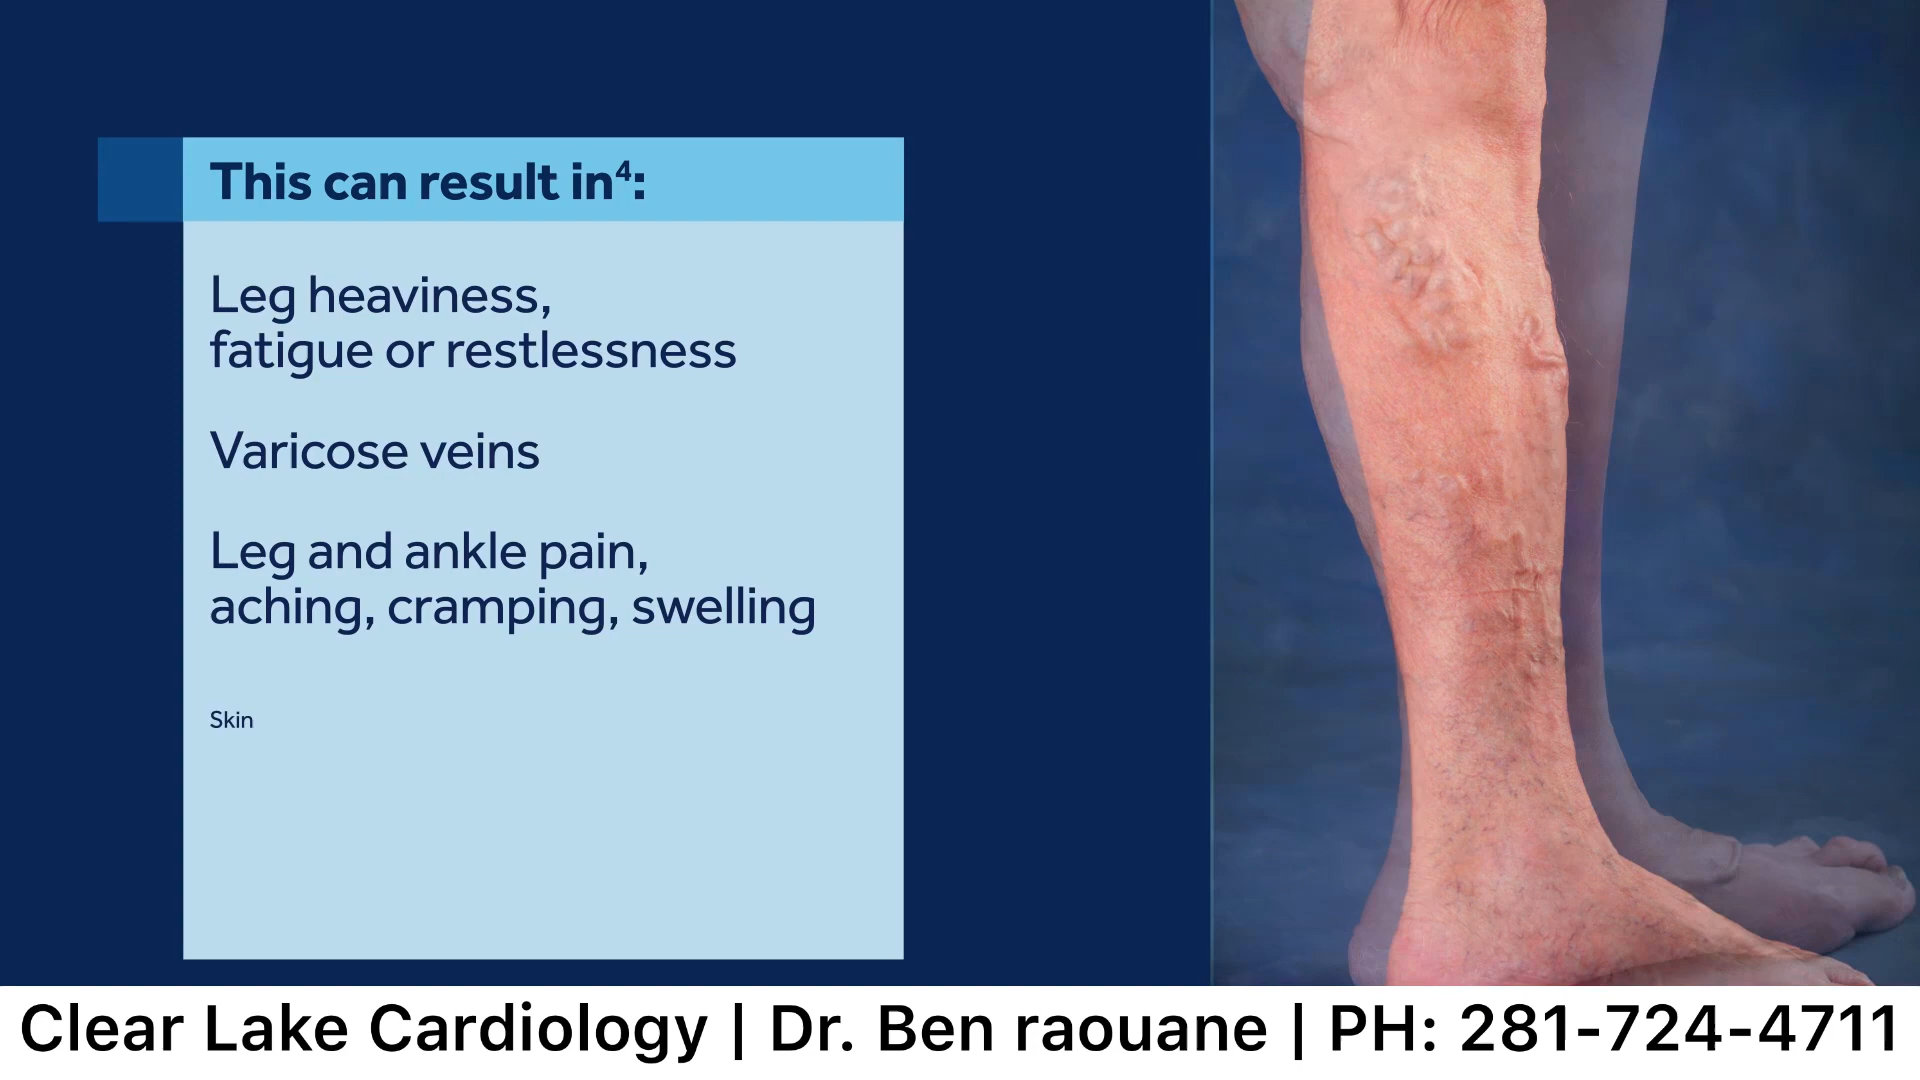 This can result in⁴:
Leg heaviness,
fatigue or restlessness
Varicose veins
Leg and ankle pain,
aching, cramping, swelling
Skin
Clear Lake Cardiology | Dr. Ben raouane | PH: 281-724-4711